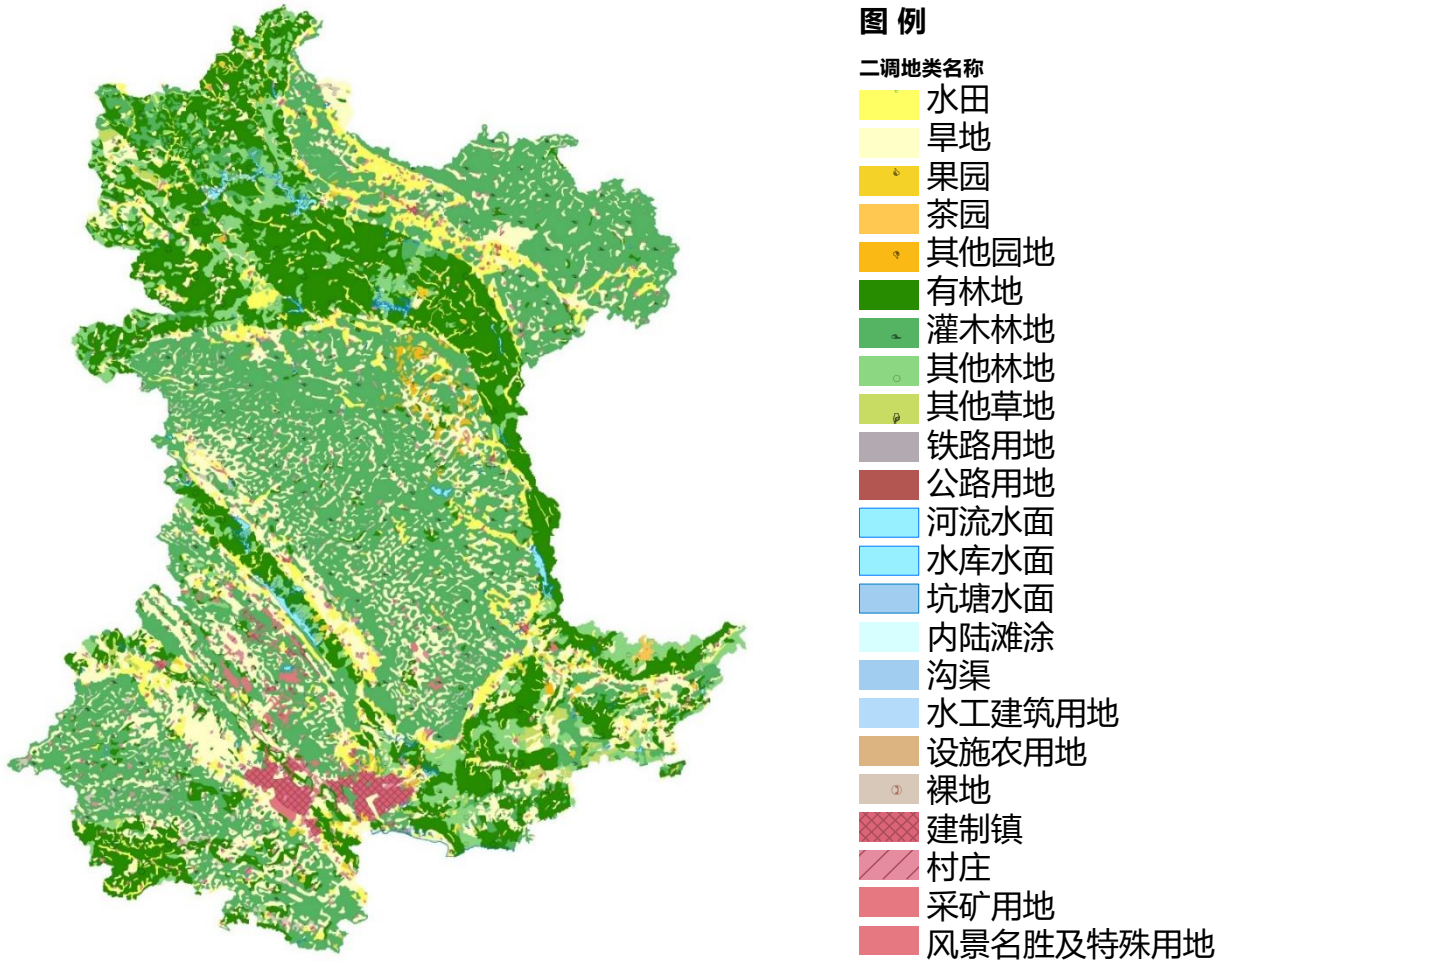 图 例
二调地类名称
水田
旱地
果园
茶园
其他园地
有林地
灌木林地
其他林地
其他草地
铁路用地
公路用地
河流水面
水库水面
坑塘水面
内陆滩涂
沟渠
水工建筑用地
设施农用地
裸地
建制镇
村庄
采矿用地
风景名胜及特殊用地